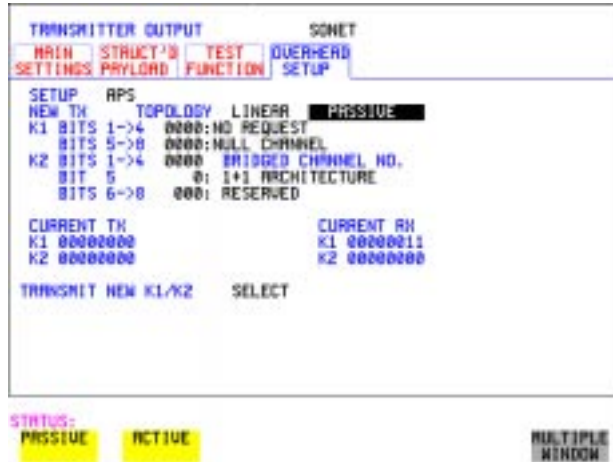 TRANSMITTER OUTPUT SONET
MAIN SETTINGS STRUCT'D PAYLOAD TEST FUNCTION OVERHEAD SETUP
SETUP APS
NEW TX TOPOLOGY LINEAR PASSIVE
K1 BITS 1->4 0000:NO REQUEST
BITS 5->8 0000:NULL CHANNEL
K2 BITS 1->4 0000 BRIDGED CHANNEL NO.
BIT 5 0: 1+1 ARCHITECTURE
BITS 6->8 000: RESERVED
CURRENT TX CURRENT RX
K1 00000000 K1 00000011
K2 00000000 K2 00000000
TRANSMIT NEW K1/K2 SELECT
STATUS:
PASSIVE ACTIVE MULTIPLE WINDOW